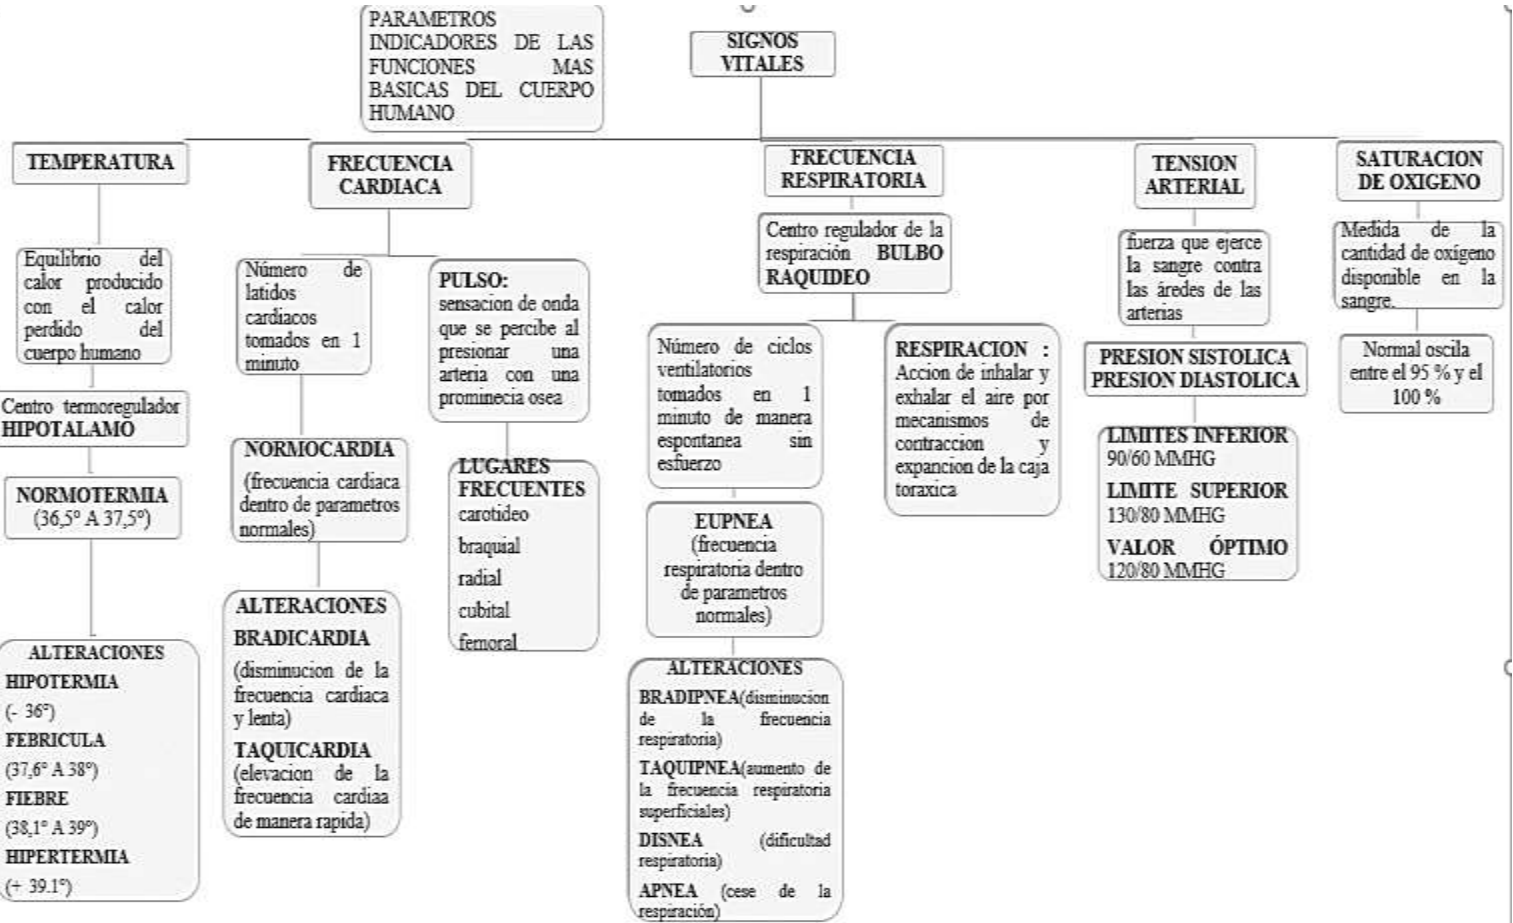 PARAMETROS
INDICADORES DE LAS
FUNCIONES MAS
BASICAS DEL CUERPO
HUMANO
SIGNOS
VITALES
TEMPERATURA
Equilibrio del
calor producido
con el calor
perdido del
cuerpo humano
Centro termoregulador
HIPOTALAMO
NORMOTERMIA
(36,5º A 37,5º)
ALTERACIONES
HIPOTERMIA
(- 36º)
FEBRICULA
(37,6º A 38º)
FIEBRE
(38,1º A 39º)
HIPERTERMIA
(+ 39.1º)
FRECUENCIA
CARDIACA
Número de
latidos
cardiacos
tomados en 1
minuto
NORMOCARDIA
(frecuencia cardiaca
dentro de parametros
normales)
ALTERACIONES
BRADICARDIA
(disminucion de la
frecuencia cardiaca
y lenta)
TAQUICARDIA
(elevacion de la
frecuencia cardiaa
de manera rapida)
PULSO:
sensacion de onda
que se percibe al
presionar una
arteria con una
prominecia osea
LUGARES
FRECUENTES
carotideo
braquial
radial
cubital
femoral
FRECUENCIA
RESPIRATORIA
Centro regulador de la
respiración BULBO
RAQUIDEO
Número de ciclos
ventilatorios
tomados en 1
minuto de manera
espontanea sin
esfuerzo
EUPNEA
(frecuencia
respiratoria dentro
de parametros
normales)
ALTERACIONES
BRADIPNEA(disminucion
de la frecuencia
respiratoria)
TAQUIPNEA(aumento de
la frecuencia respiratoria
superficiales)
DISNEA (dificultad
respiratoria)
APNEA (cese de la
respiración)
RESPIRACION :
Accion de inhalar y
exhalar el aire por
mecanismos de
contraccion y
expancion de la caja
toraxica
TENSION
ARTERIAL
fuerza que ejerce
la sangre contra
las áredes de las
arterias
PRESION SISTOLICA
PRESION DIASTOLICA
LIMITES INFERIOR
90/60 MMHG
LIMITE SUPERIOR
130/80 MMHG
VALOR ÓPTIMO
120/80 MMHG
SATURACION
DE OXIGENO
Medida de la
cantidad de oxígeno
disponible en la
sangre.
Normal oscila
entre el 95 % y el
100 %